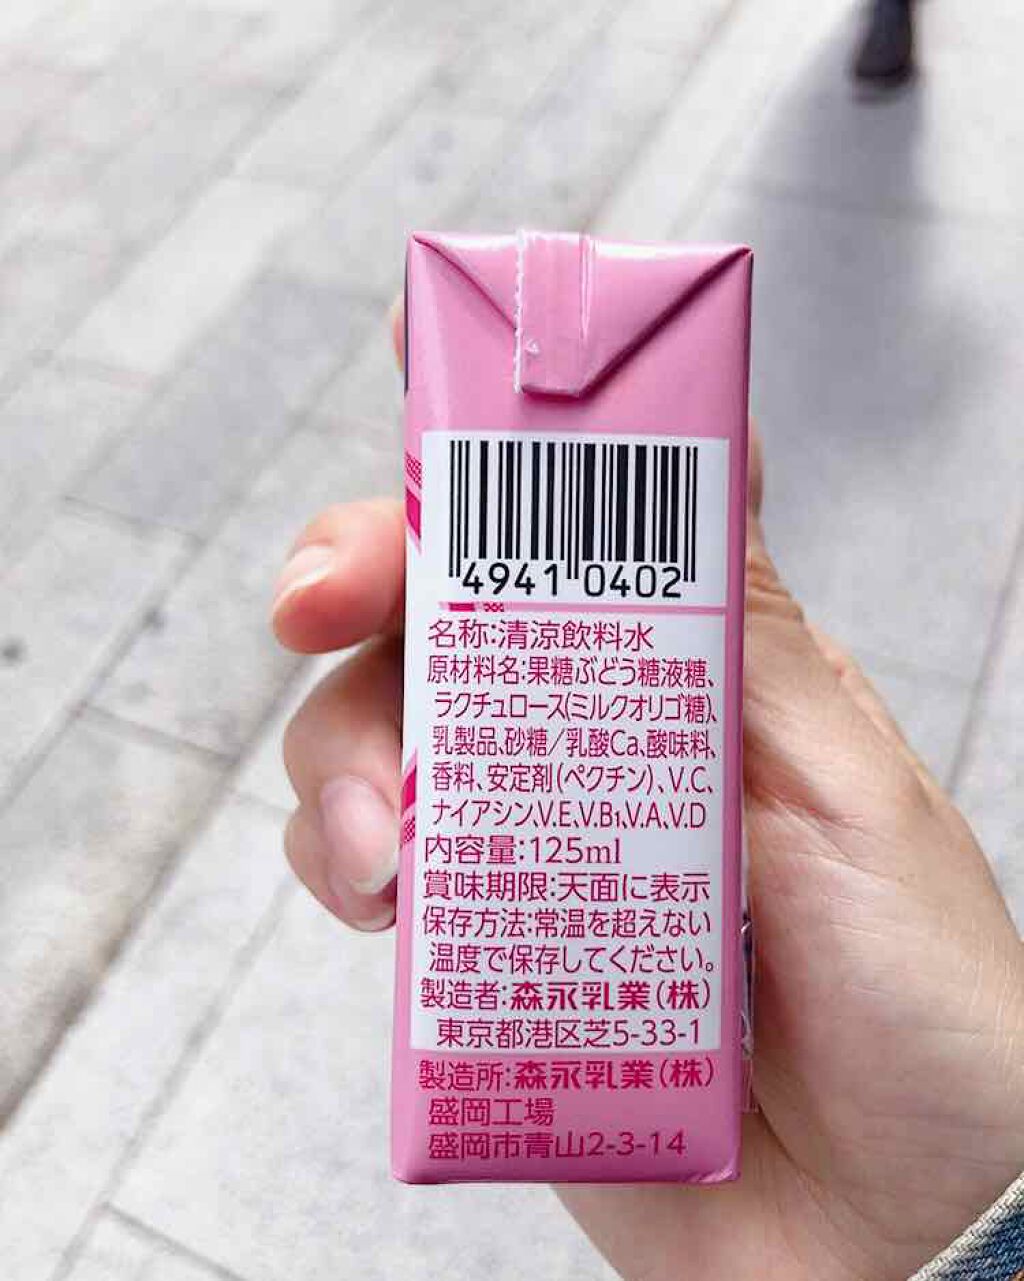 4941 0402
名称:清涼飲料水
原材料名:果糖ぶどう糖液糖、
ラクチュロース(ミルクオリゴ糖)、
乳製品、砂糖/乳酸Ca、酸味料、
香料、安定剤(ペクチン)、V.C、
ナイアシン、V.E、V.B₁、V.A、V.D
内容量:125ml
賞味期限:天面に表示
保存方法:常温を超えない
温度で保存してください。
製造者:森永乳業(株)
東京都港区芝5-33-1
製造所:森永乳業(株)
盛岡工場
盛岡市青山2-3-14